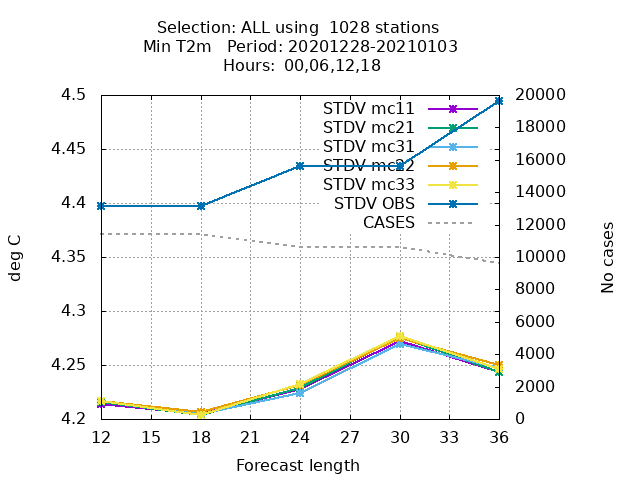 Selection: ALL using  1028 stations
Min T2m   Period: 20201228-20210103
Hours:  00,06,12,18
STDV mc11
STDV mc21
STDV mc31
STDV mc22
STDV mc33
STDV OBS
CASES
4.5
4.45
4.4
4.35
4.3
4.25
4.2
deg C
20000
18000
16000
14000
12000
10000
8000
6000
4000
2000
0
No cases
12 15 18 21 24 27 30 33 36
Forecast length